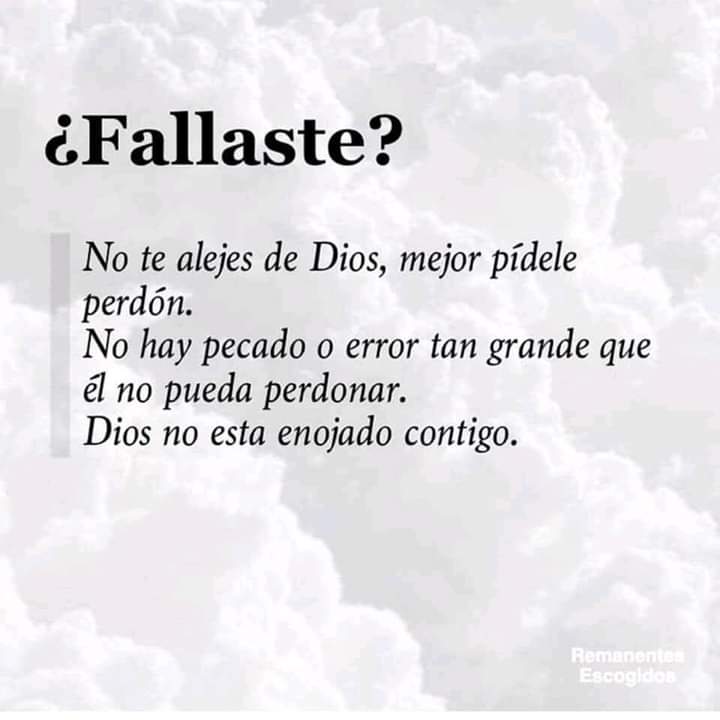 ¿Fallaste?
No te alejes de Dios, mejor pídele
perdón.
No hay pecado o error tan grande que
él no pueda perdonar.
Dios no esta enojado contigo.
Remanentes
Escogidos